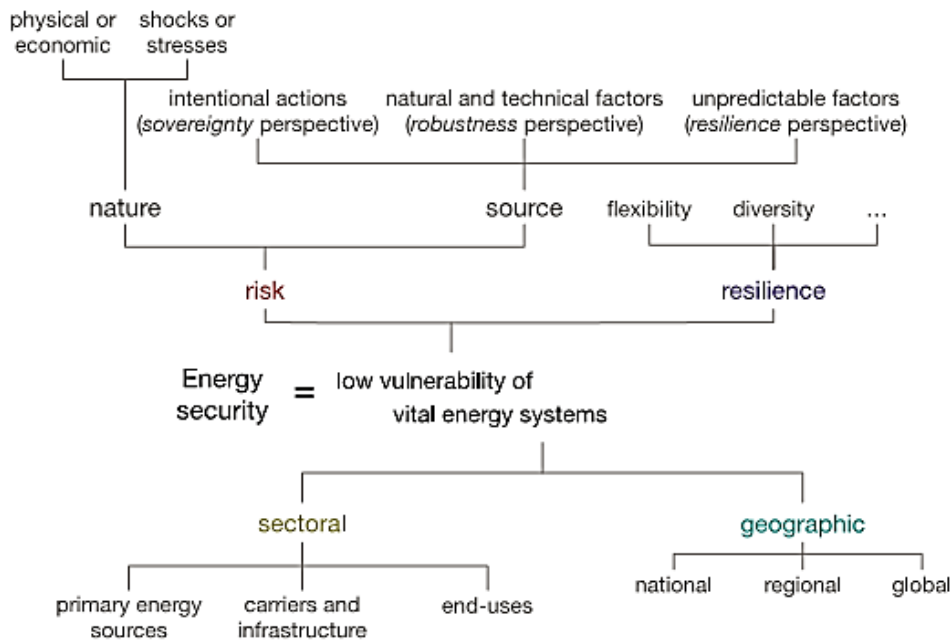 physical or
economic
shocks or
stresses
intentional actions
(sovereignty perspective)
natural and technical factors
(robustness perspective)
unpredictable factors
(resilience perspective)
nature
source
flexibility
diversity
...
risk
resilience
Energy
security
=
low vulnerability of
vital energy systems
sectoral
geographic
primary energy
sources
carriers and
infrastructure
end-uses
national
regional
global